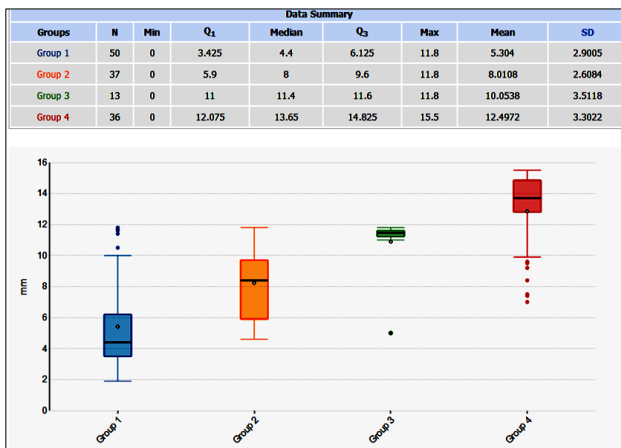 Data Summary
Groups N Min Q1 Median Q3 Max Mean SD
Group 1 50 0 3.425 4.4 6.125 11.8 5.304 2.9005
Group 2 37 0 5.9 8 9.6 11.8 8.0108 2.6084
Group 3 13 0 11 11.4 11.6 11.8 10.0538 3.5118
Group 4 36 0 12.075 13.65 14.825 15.5 12.4972 3.3022
16
14
12
10
8
6
4
2
0
mm
Group 1 Group 2 Group 3 Group 4